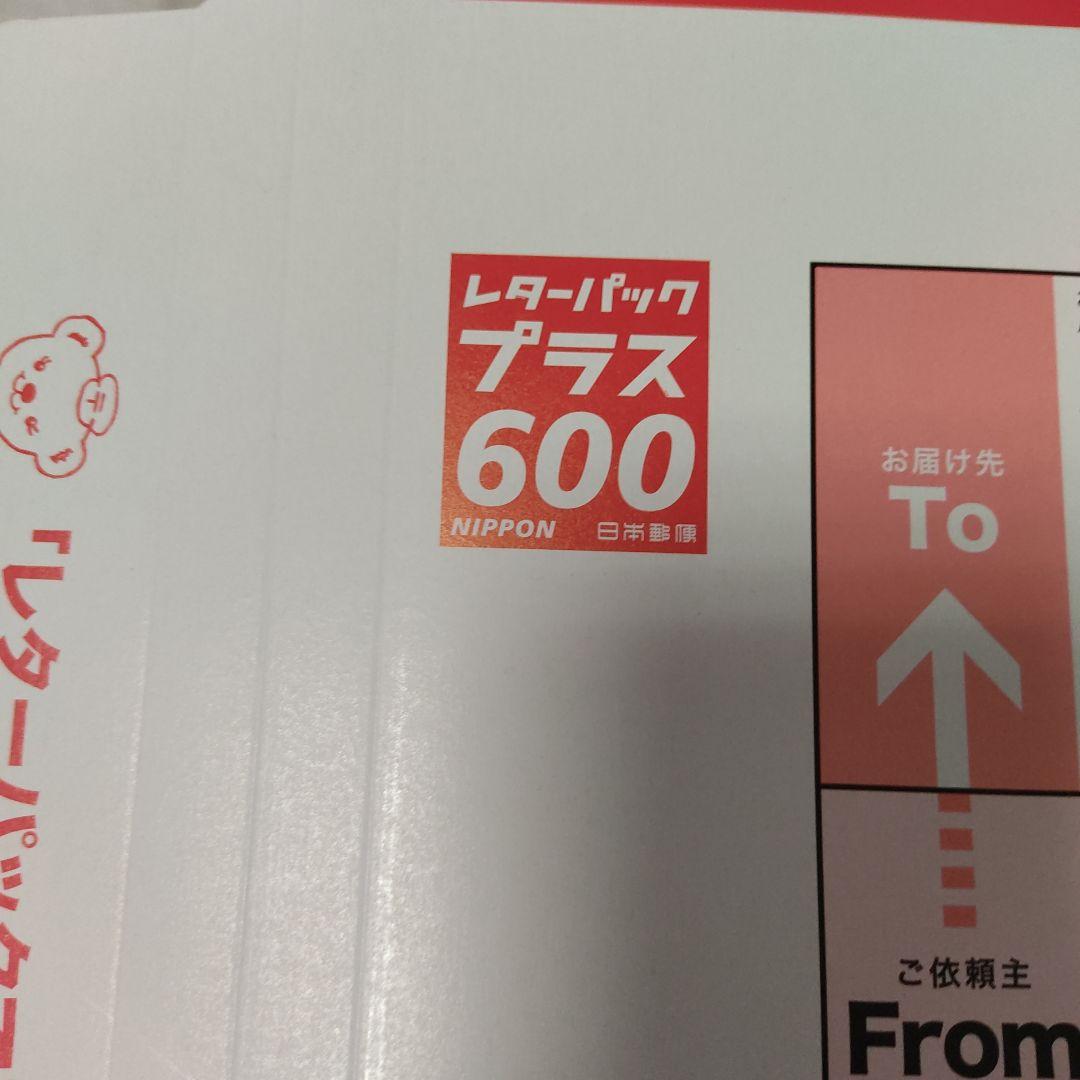 レターパック
プラス
600
NIPPON 日本郵便
お届け先
To
ご依頼主
From
「レターパックで